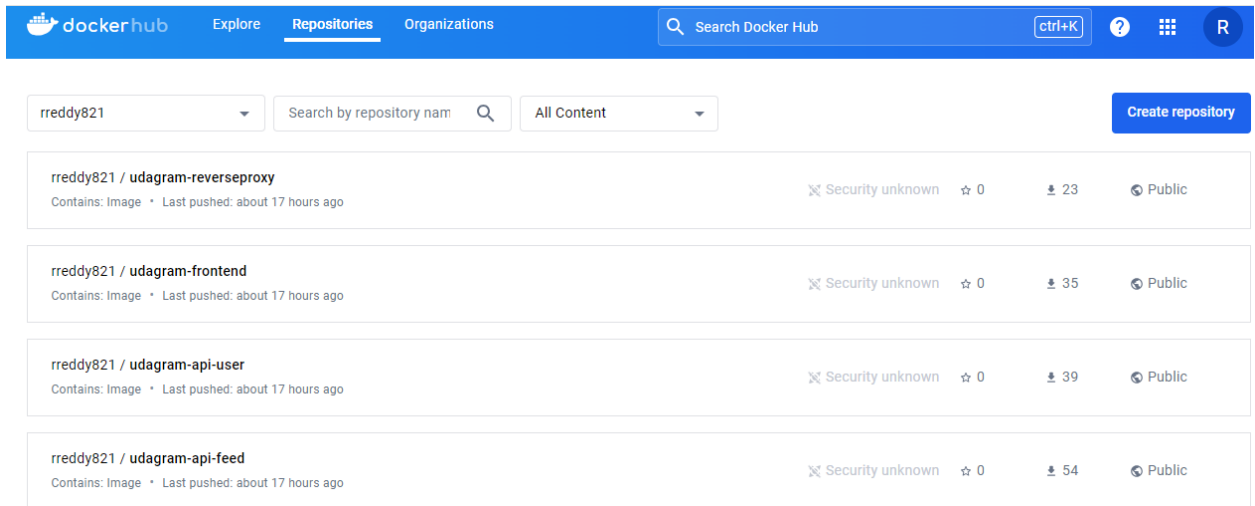 dockerhub Explore Repositories Organizations Search Docker Hub ctrl+K ? R
rreddy821 Search by repository nam All Content Create repository
rreddy821 / udagram-reverseproxy
Contains: Image • Last pushed: about 17 hours ago
Security unknown 0 23 Public
rreddy821 / udagram-frontend
Contains: Image • Last pushed: about 17 hours ago
Security unknown 0 35 Public
rreddy821 / udagram-api-user
Contains: Image • Last pushed: about 17 hours ago
Security unknown 0 39 Public
rreddy821 / udagram-api-feed
Contains: Image • Last pushed: about 17 hours ago
Security unknown 0 54 Public